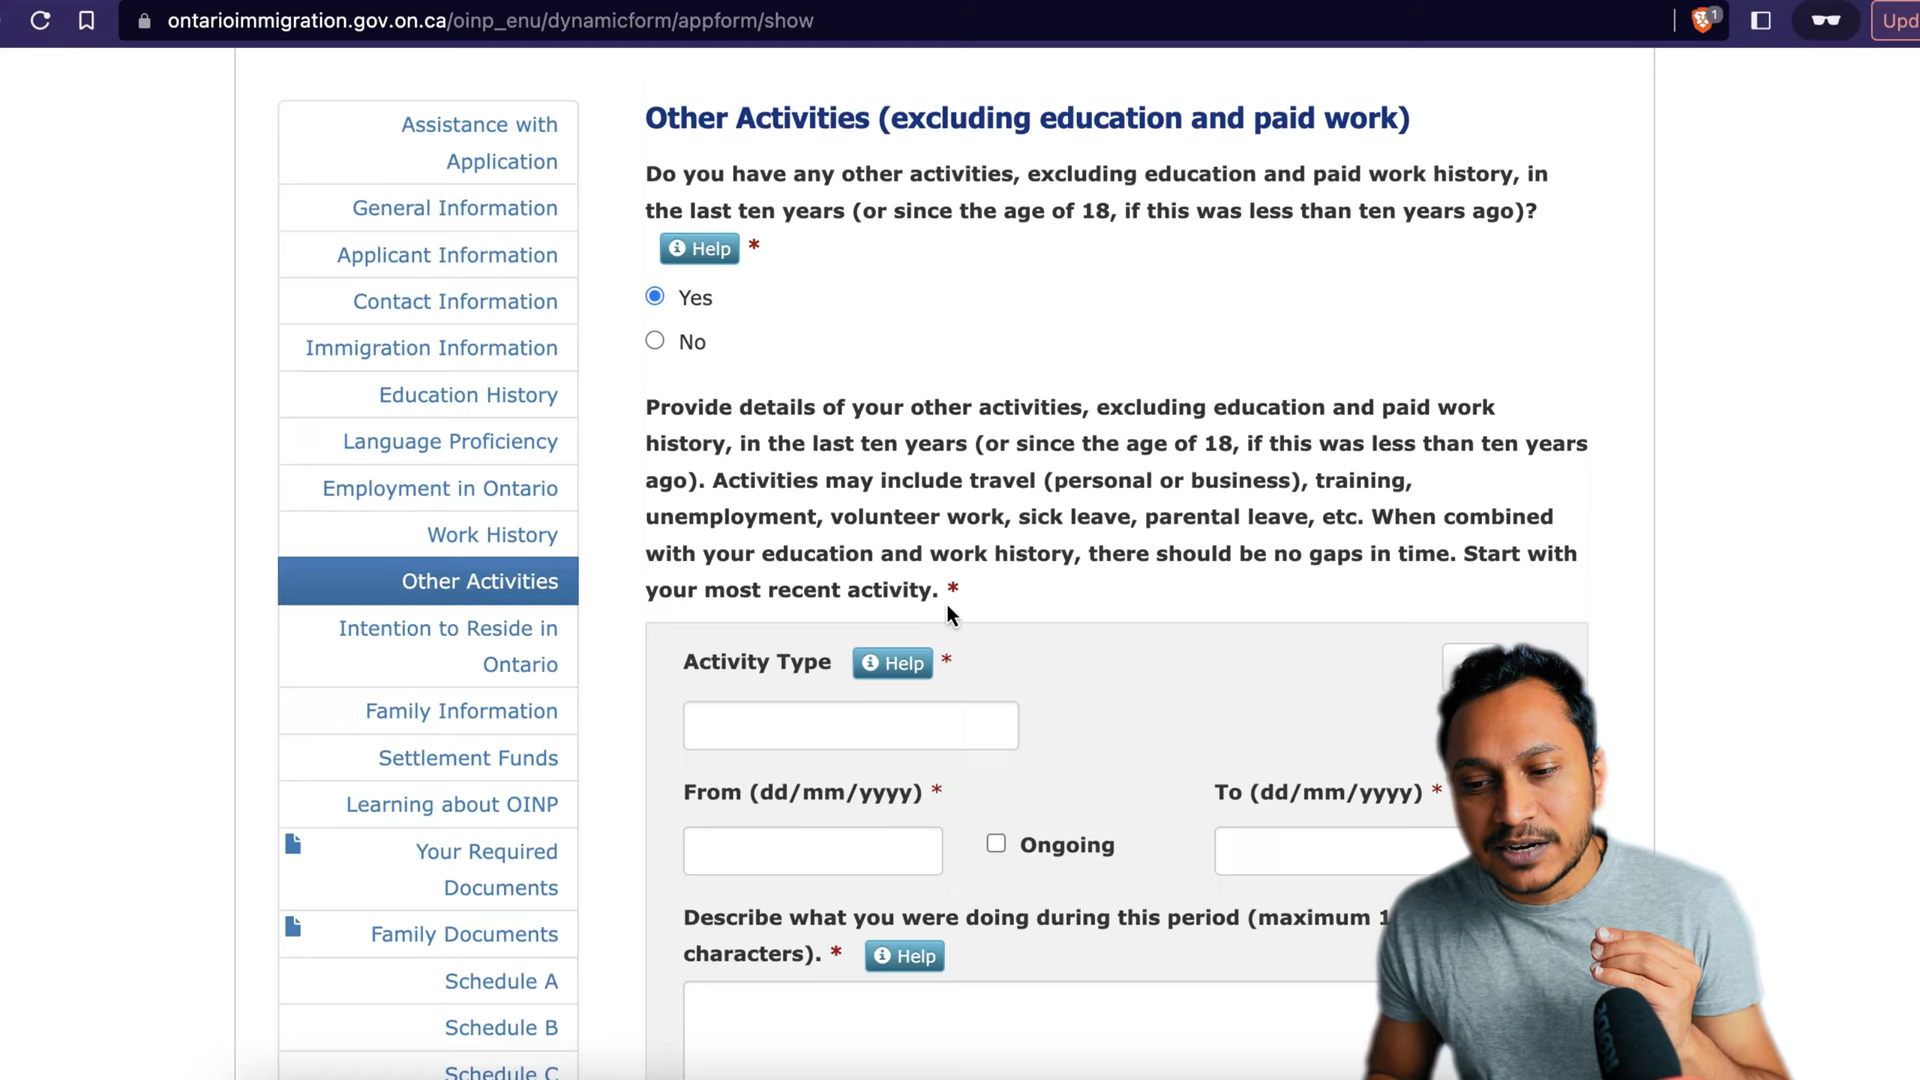 ontarioimmigration.gov.on.ca/oinp_enu/dynamicform/appform/show
1
Upd
Assistance with
Application
General Information
Applicant Information
Contact Information
Immigration Information
Education History
Language Proficiency
Employment in Ontario
Work History
Other Activities
Intention to Reside in
Ontario
Family Information
Settlement Funds
Learning about OINP
Your Required
Documents
Family Documents
Schedule A
Schedule B
Schedule C
Other Activities (excluding education and paid work)
Do you have any other activities, excluding education and paid work history, in
the last ten years (or since the age of 18, if this was less than ten years ago)?
Help *
Yes
No
Provide details of your other activities, excluding education and paid work
history, in the last ten years (or since the age of 18, if this was less than ten years
ago). Activities may include travel (personal or business), training,
unemployment, volunteer work, sick leave, parental leave, etc. When combined
with your education and work history, there should be no gaps in time. Start with
your most recent activity. *
Activity Type Help *
From (dd/mm/yyyy) * To (dd/mm/yyyy) *
Ongoing
Describe what you were doing during this period (maximum 1
characters). * Help